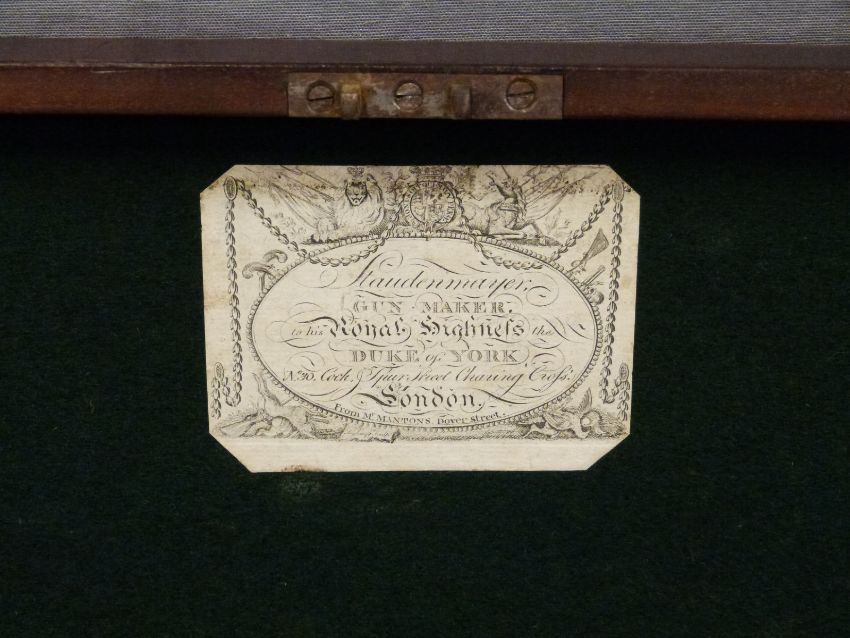 Staudenmayer,
GUN-MAKER.
to his Royal Highneſs the
DUKE of YORK
No. 30, Cock, Spur, street Charing Croſs.
London,
From Mr. MANTONS. Dover Street.